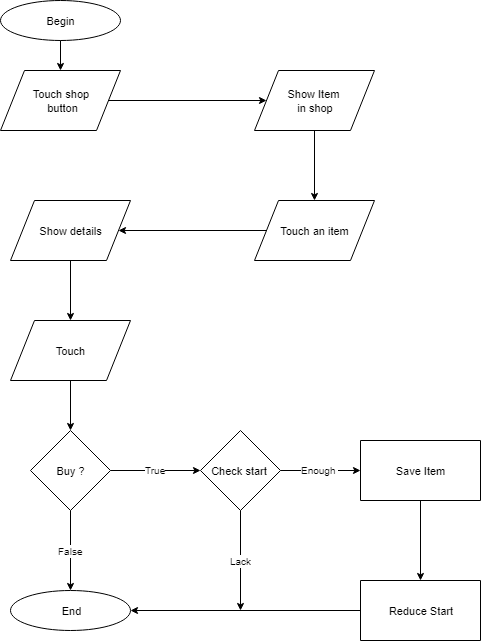 Begin
Touch shop
button
Show Item
in shop
Show details
Touch an item
Touch
Buy ?
True
Check start
Enough
Save Item
False
Lack
End
Reduce Start